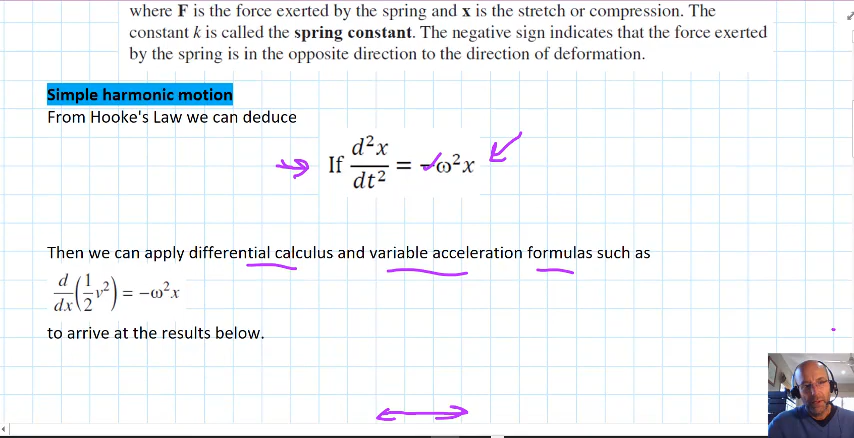 where F is the force exerted by the spring and x is the stretch or compression. The
constant k is called the spring constant. The negative sign indicates that the force exerted
by the spring is in the opposite direction to the direction of deformation.
Simple harmonic motion
From Hooke's Law we can deduce
If d²x/dt² = -ω²x
Then we can apply differential calculus and variable acceleration formulas such as
d/dx(1/2 v²) = -ω²x
to arrive at the results below.